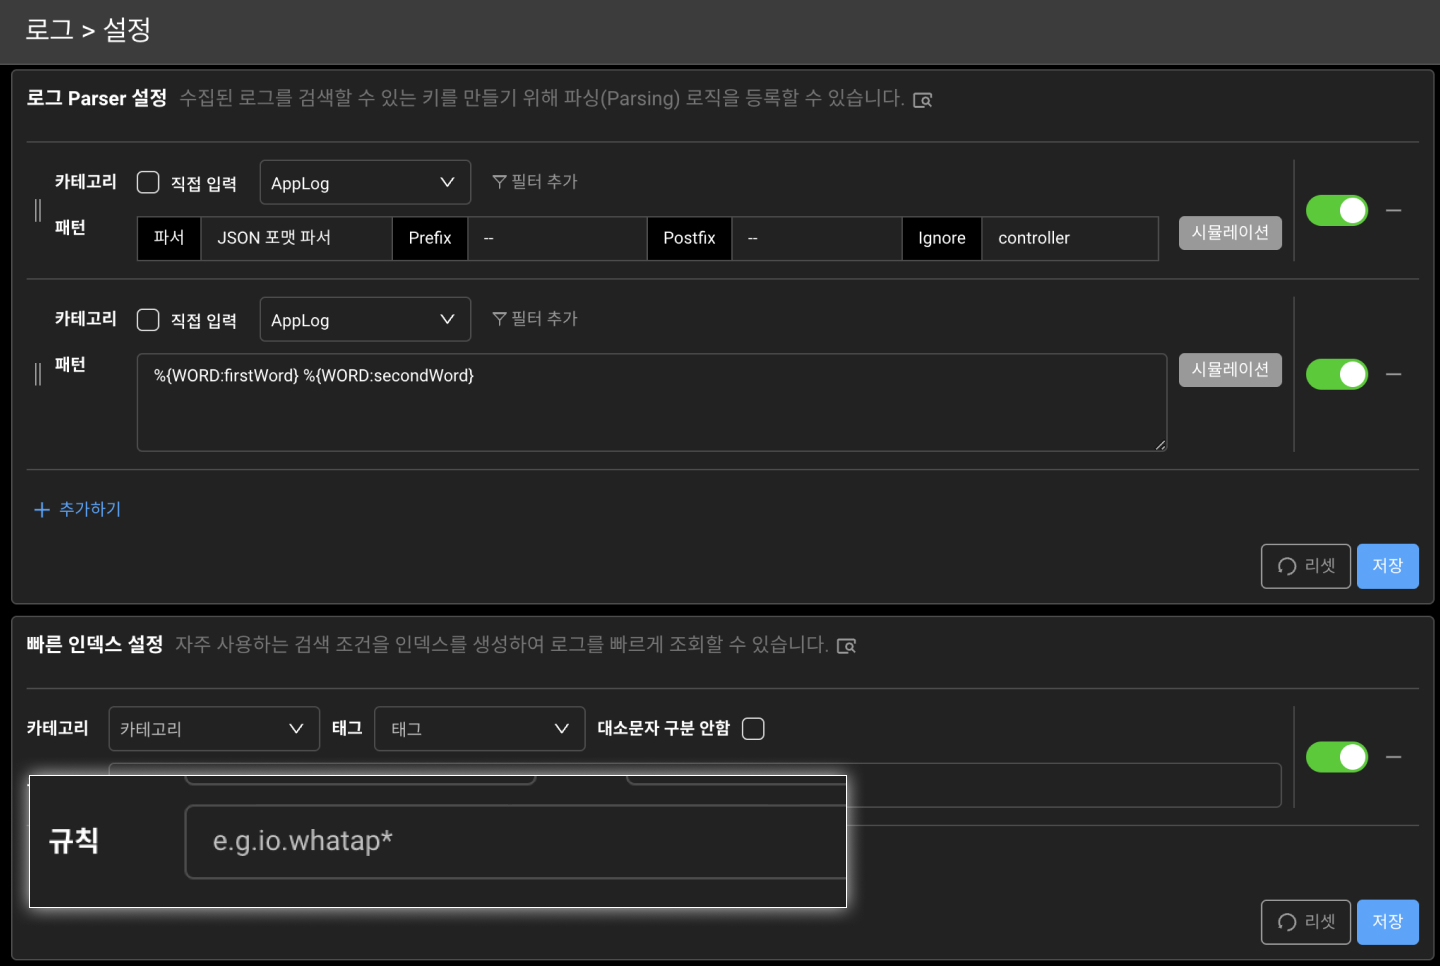 로그 > 설정
로그 Parser 설정 수집된 로그를 검색할 수 있는 키를 만들기 위해 파싱(Parsing) 로직을 등록할 수 있습니다.
카테고리 직접 입력 AppLog 필터 추가
패턴 파서 JSON 포맷 파서 Prefix -- Postfix -- Ignore controller 시뮬레이션
카테고리 직접 입력 AppLog 필터 추가
패턴 %{WORD:firstWord} %{WORD:secondWord} 시뮬레이션
추가하기
리셋 저장
빠른 인덱스 설정 자주 사용하는 검색 조건을 인덱스를 생성하여 로그를 빠르게 조회할 수 있습니다.
카테고리 카테고리 태그 태그 대소문자 구분 안함
규칙 e.g.io.whatap*
리셋 저장